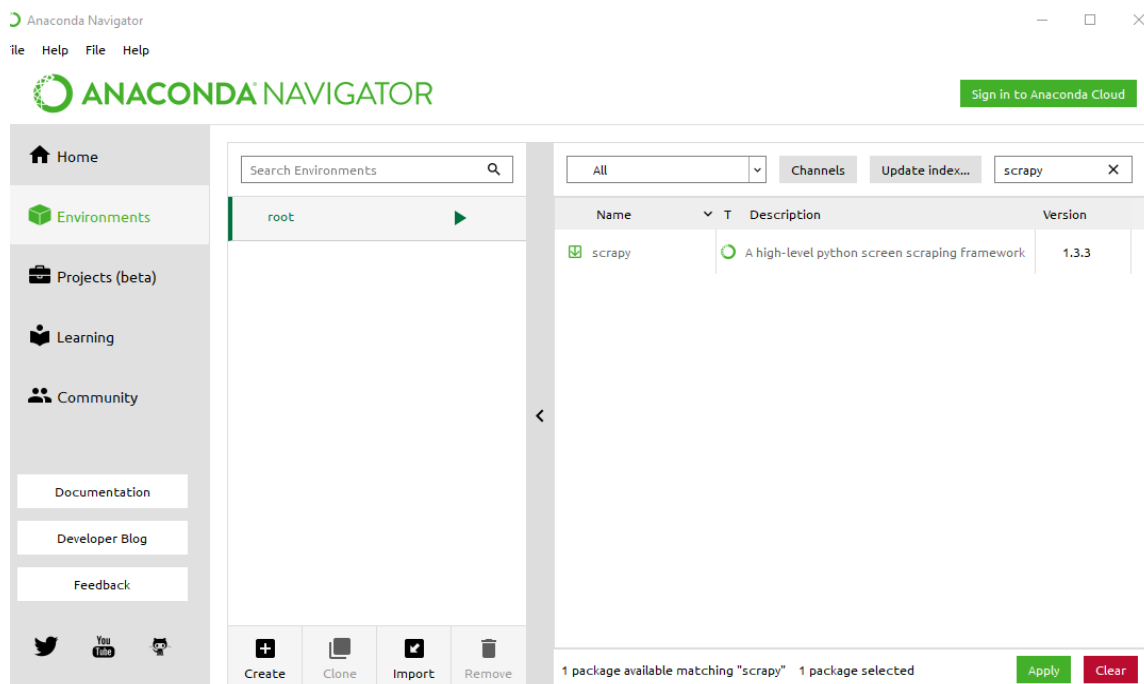 Anaconda Navigator
ile Help File Help
ANACONDA NAVIGATOR
Sign in to Anaconda Cloud
Home
Environments
Projects (beta)
Learning
Community
Documentation
Developer Blog
Feedback
You Tube
Search Environments
root
Create Clone Import Remove
All Channels Update index... scrapy
Name T Description Version
scrapy A high-level python screen scraping framework 1.3.3
1 package available matching "scrapy" 1 package selected Apply Clear